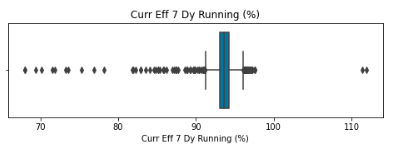 Curr Eff 7 Dy Running (%)
70 80 90 100 110
Curr Eff 7 Dy Running (%)